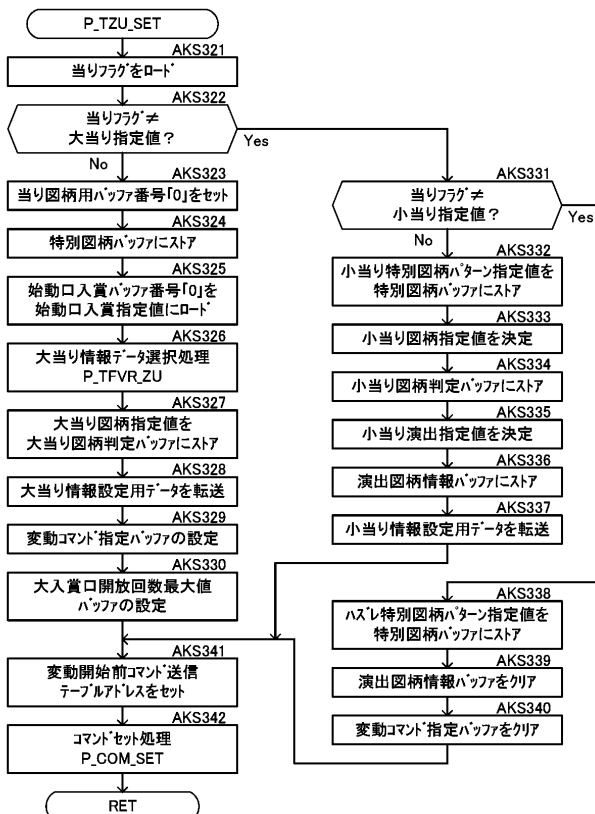 P_TZU_SET
AKS321
当りフラグをロード
AKS322
当りフラグ≠
大当り指定値？
Yes
No
AKS323
当り図柄用バッファ番号「0」をセット
AKS324
特別図柄バッファにストア
AKS325
始動口入賞バッファ番号「0」を
始動口入賞指定値にロード
AKS326
大当り情報データ選択処理
P_TFVR_ZU
AKS327
大当り図柄指定値を
大当り図柄判定バッファにストア
AKS328
大当り情報設定用データを転送
AKS329
変動コマンド指定バッファの設定
AKS330
大入賞口開放回数最大値
バッファの設定
AKS331
当りフラグ≠
小当り指定値？
Yes
No
AKS332
小当り特別図柄パターン指定値を
特別図柄バッファにストア
AKS333
小当り図柄指定値を決定
AKS334
小当り図柄判定バッファにストア
AKS335
小当り演出指定値を決定
AKS336
演出図柄情報バッファにストア
AKS337
小当り情報設定用データを転送
AKS338
ハズレ特別図柄パターン指定値を
特別図柄バッファにストア
AKS339
演出図柄情報バッファをクリア
AKS340
変動コマンド指定バッファをクリア
AKS341
変動開始前コマンド送信
テーブルアドレスをセット
AKS342
コマンドセット処理
P_COM_SET
RET